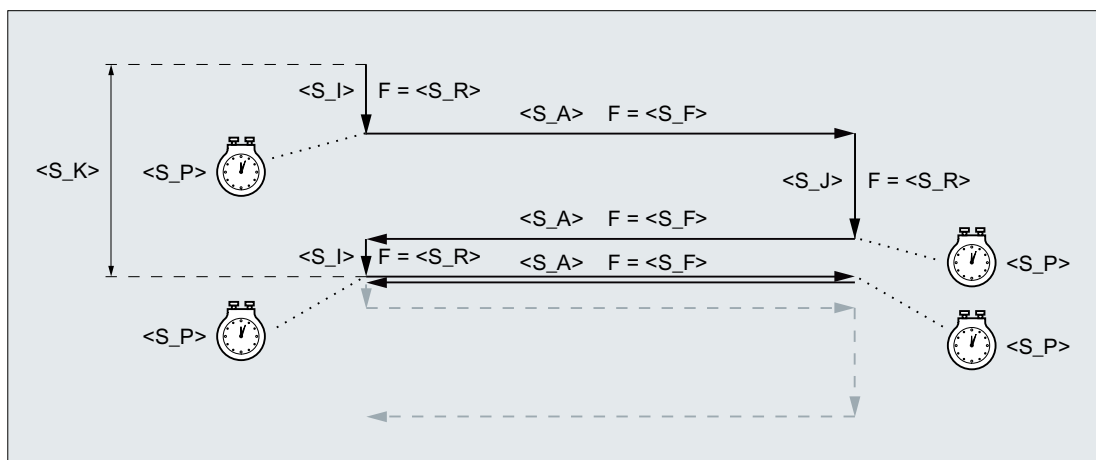 <S_I> F = <S_R>
<S_A> F = <S_F>
<S_K>
<S_P>
<S_J> F = <S_R>
<S_A> F = <S_F>
<S_I> F = <S_R>
<S_A> F = <S_F>
<S_P>
<S_P>
<S_P>